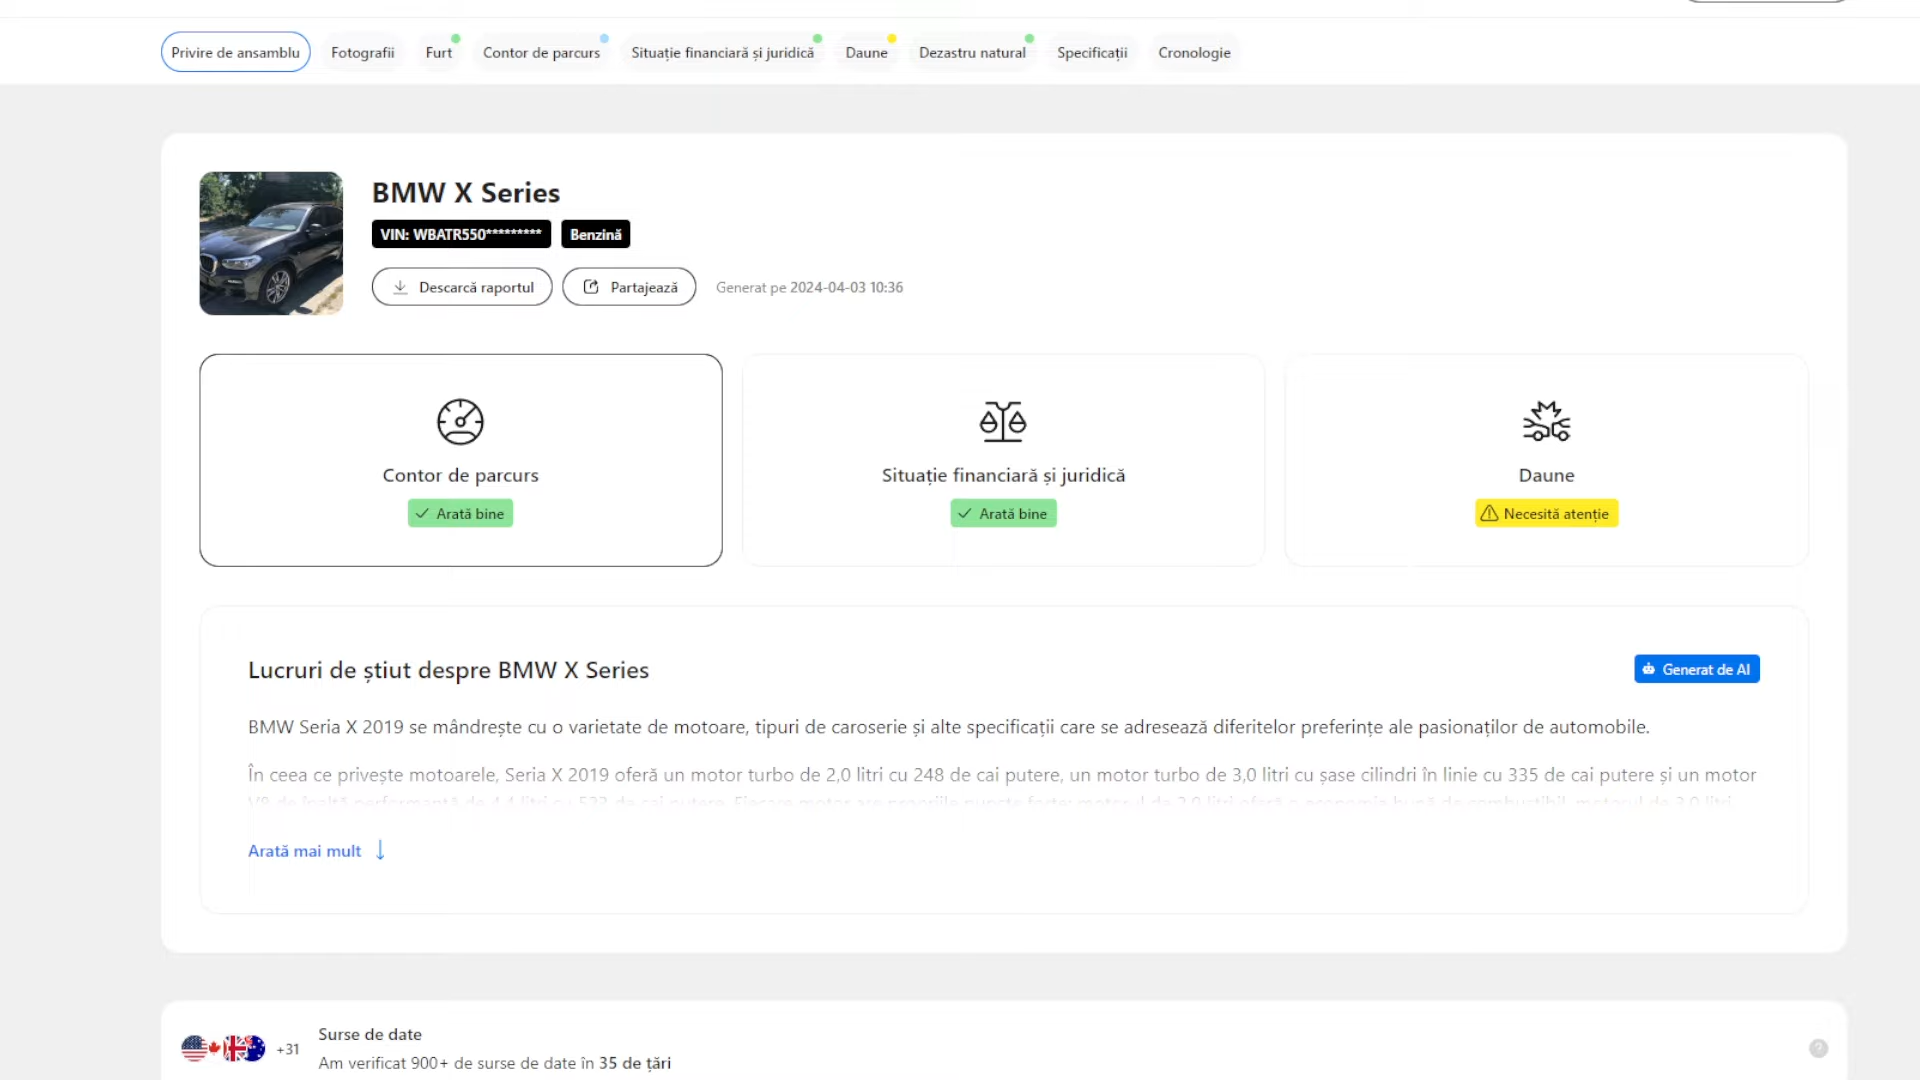 Privire de ansamblu
Fotografii
Furt
Contor de parcurs
Situație financiară și juridică
Daune
Dezastru natural
Specificații
Cronologie
BMW X Series
VIN: WBATR550*********
Benzină
Descarcă raportul
Partajează
Generat pe 2024-04-03 10:36
Contor de parcurs
Arată bine
Situație financiară și juridică
Arată bine
Daune
Necesită atenție
Lucruri de știut despre BMW X Series
Generat de AI
BMW Seria X 2019 se mândrește cu o varietate de motoare, tipuri de caroserie și alte specificații care se adresează diferitelor preferințe ale pasionaților de automobile.
În ceea ce privește motoarele, Seria X 2019 oferă un motor turbo de 2,0 litri cu 248 de cai putere, un motor turbo de 3,0 litri cu șase cilindri în linie cu 335 de cai putere și un motor
Arată mai mult
+31
Surse de date
Am verificat 900+ de surse de date în 35 de țări
?